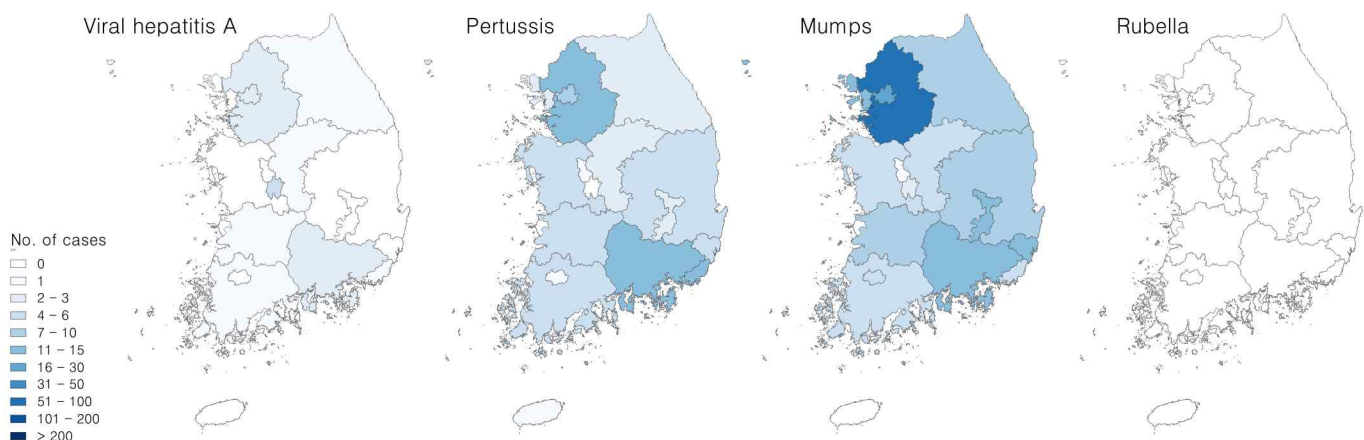 Viral hepatitis A
Pertussis
Mumps
Rubella
No. of cases
0
1
2 – 3
4 – 6
7 – 10
11 – 15
16 – 30
31 – 50
51 – 100
101 – 200
> 200